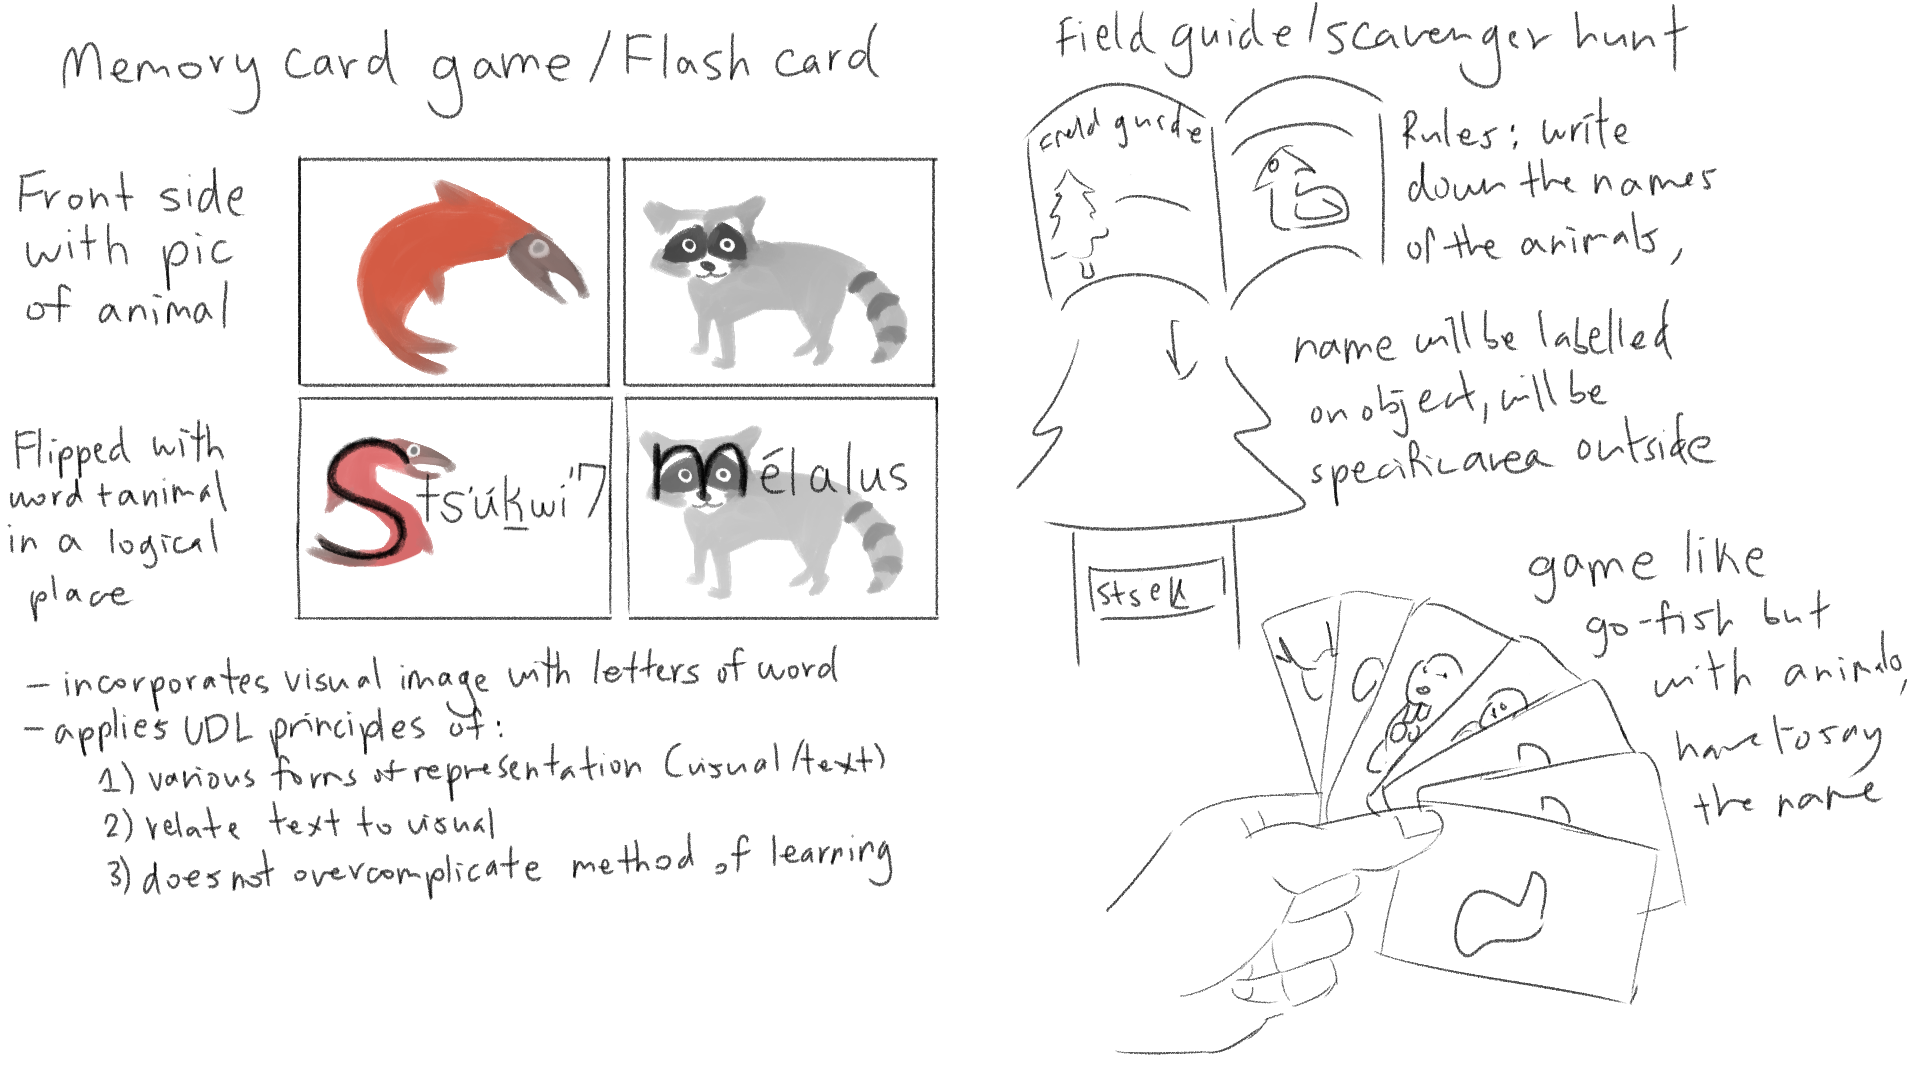 Memory card game/Flash card
Front side
with pic
of animal
Flipped with
word + animal
in a logical
place
Sts'úḵwi'7
mélalus
- incorporates visual image with letters of word
- applies UDL principles of:
1) various forms of representation (visual/text)
2) relate text to visual
3) does not overcomplicate method of learning
Field guide/scavenger hunt
field guide
Rules: write
down the names
of the animals,
name will be labelled
on object, will be
specific area outside
stseḵ
game like
go-fish but
with animals,
have to say
the name